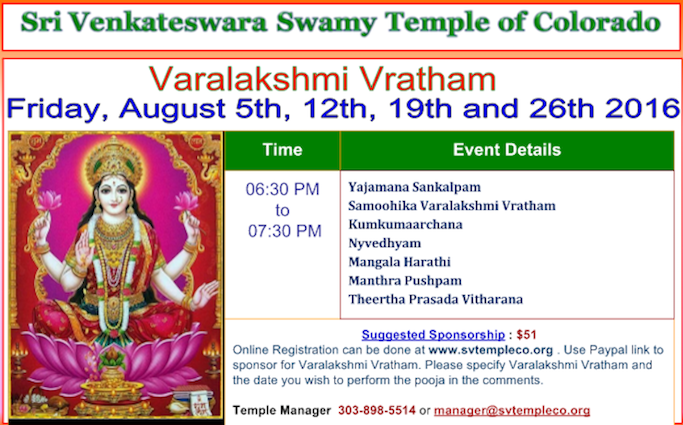 Sri Venkateswara Swamy Temple of Colorado
Varalakshmi Vratham
Friday, August 5th, 12th, 19th and 26th 2016
Time
Event Details
06:30 PM
to
07:30 PM
Yajamana Sankalpam
Samoohika Varalakshmi Vratham
Kumkumaarchana
Nyvedhyam
Mangala Harathi
Manthra Pushpam
Theertha Prasada Vitharana
Suggested Sponsorship : $51
Online Registration can be done at www.svtempleco.org . Use Paypal link to
sponsor for Varalakshmi Vratham. Please specify Varalakshmi Vratham and
the date you wish to perform the pooja in the comments.
Temple Manager 303-898-5514 or manager@svtempleco.org